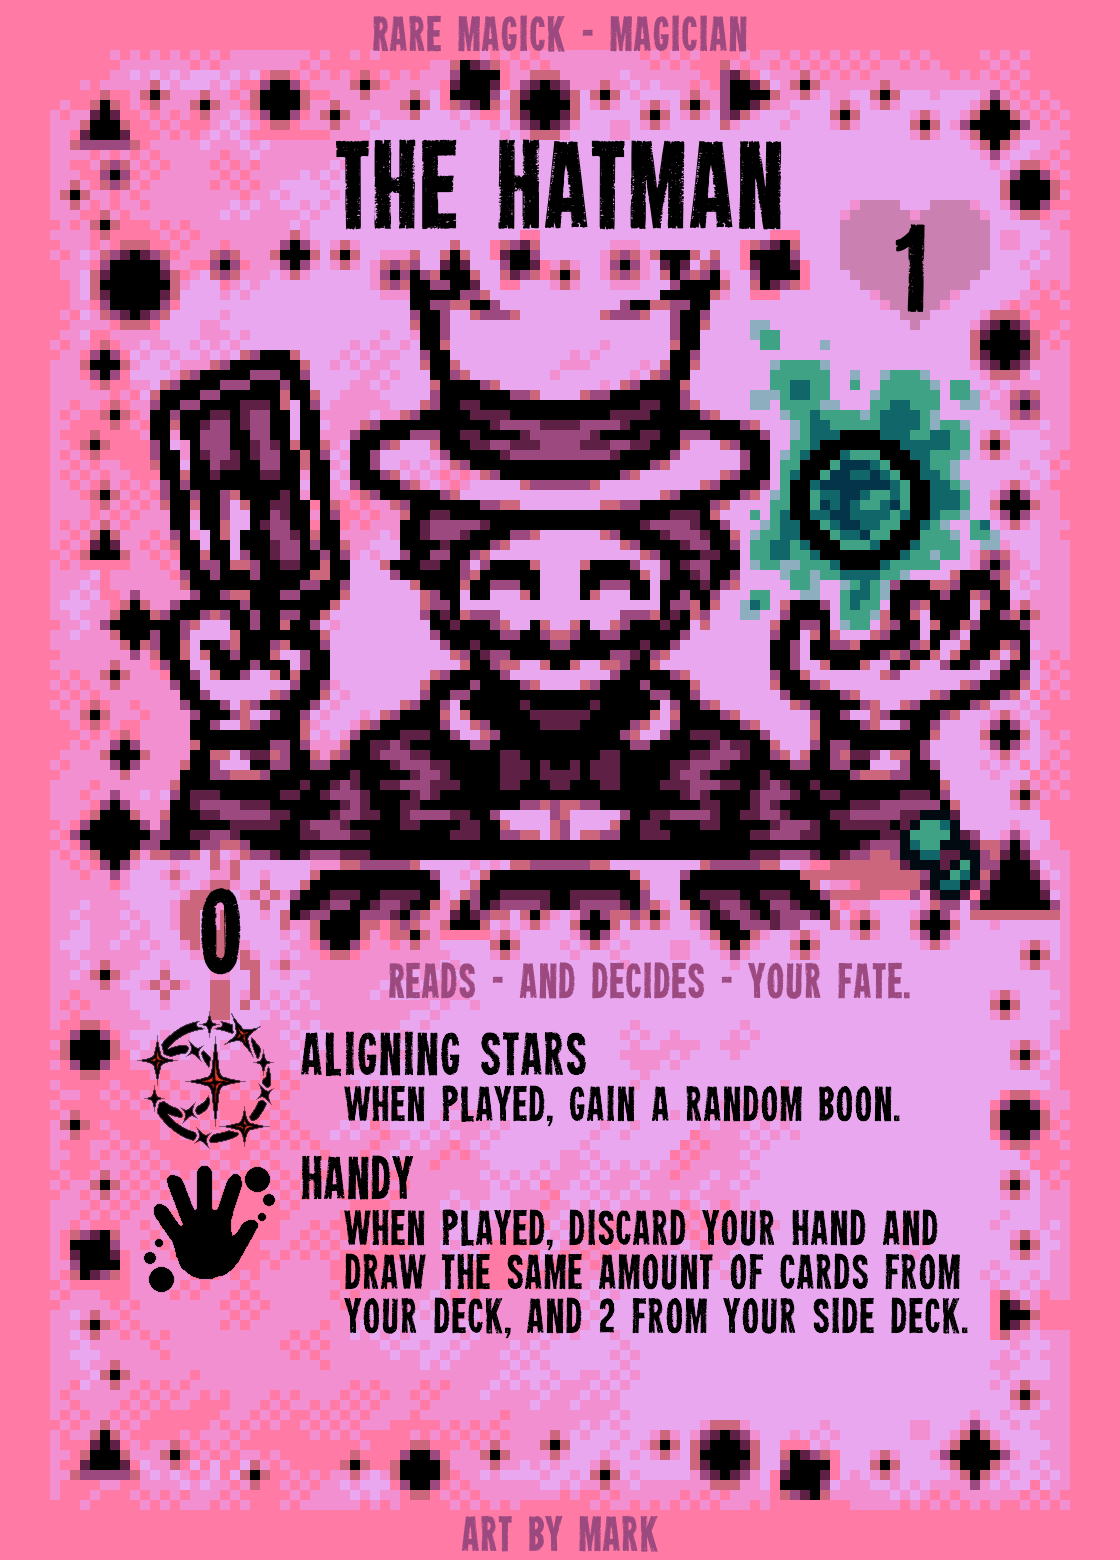 RARE MAGICK - MAGICIAN
THE HATMAN
1
0
READS - AND DECIDES - YOUR FATE.
ALIGNING STARS
WHEN PLAYED, GAIN A RANDOM BOON.
HANDY
WHEN PLAYED, DISCARD YOUR HAND AND
DRAW THE SAME AMOUNT OF CARDS FROM
YOUR DECK, AND 2 FROM YOUR SIDE DECK.
ART BY MARK